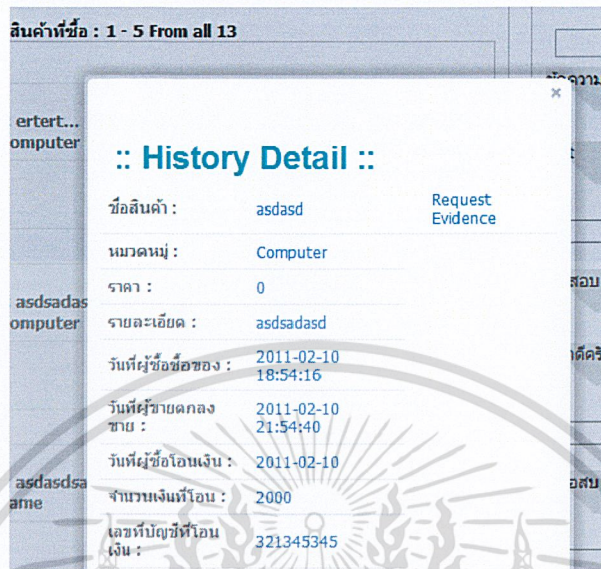 สินค้าที่ซื้อ : 1 - 5 From all 13
ertert...
omputer
:: History Detail ::
ชื่อสินค้า : asdasd Request Evidence
หมวดหมู่ : Computer
ราคา : 0
asdsadas
omputer
รายละเอียด : asdsadasd
วันที่ผู้ซื้อซื้อของ : 2011-02-10 18:54:16
วันที่ผู้ขายตกลงขาย : 2011-02-10 21:54:40
asdasdsa
ame
วันที่ผู้ซื้อโอนเงิน : 2011-02-10
จำนวนเงินที่โอน : 2000
เลขที่บัญชีที่โอนเงิน : 321345345